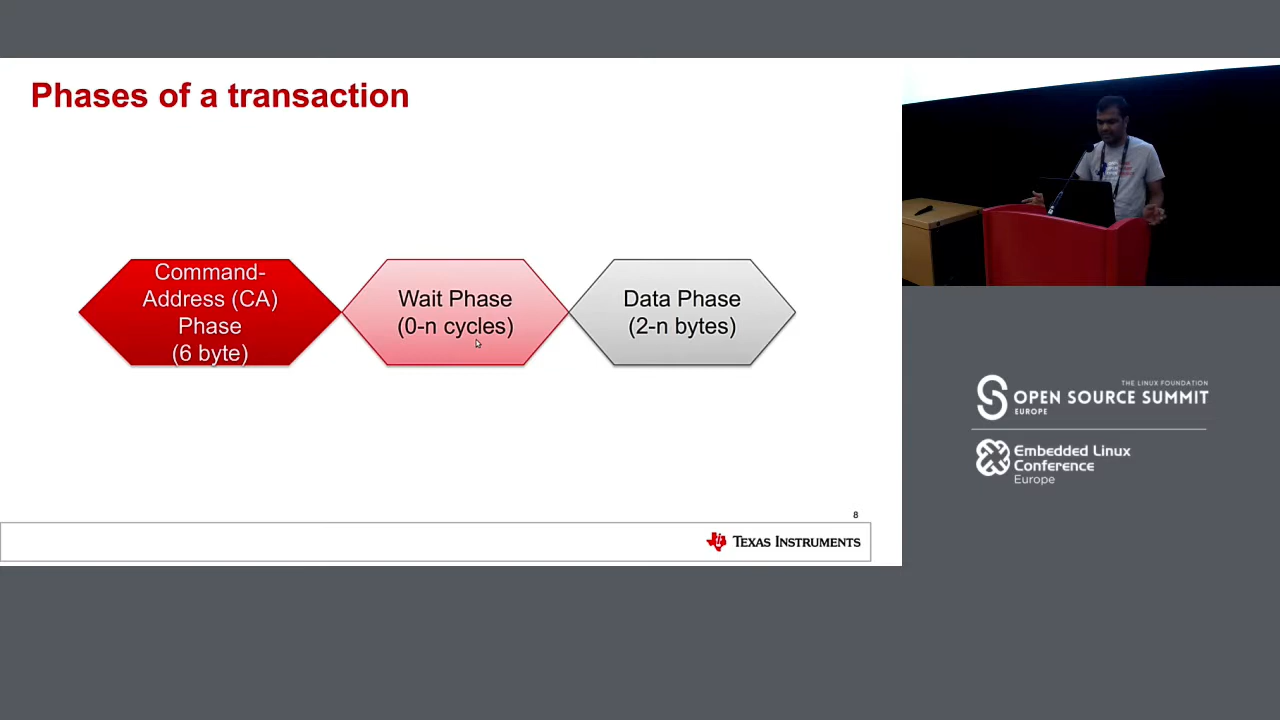 Phases of a transaction
Command-
Address (CA)
Phase
(6 byte)
Wait Phase
(0-n cycles)
Data Phase
(2-n bytes)
8
TEXAS INSTRUMENTS
THE LINUX FOUNDATION
OPEN SOURCE SUMMIT
EUROPE
Embedded Linux
Conference
Europe